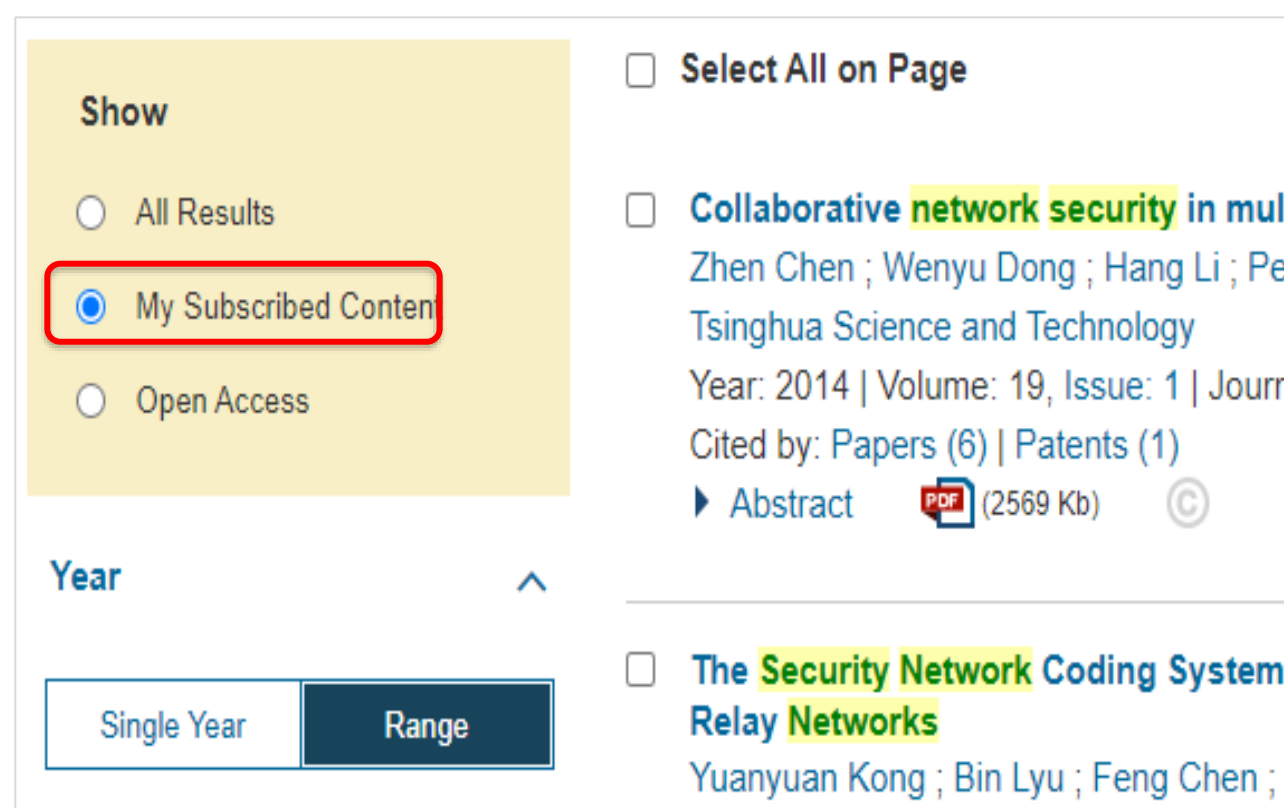 Show
All Results
My Subscribed Content
Open Access
Year
Single Year
Range
Select All on Page
Collaborative network security in
Zhen Chen ; Wenyu Dong ; Hang Li ;
Tsinghua Science and Technology
Year: 2014 | Volume: 19, Issue: 1 |
Cited by: Papers (6) | Patents (1)
Abstract PDF (2569 Kb) ©
The Security Network Coding System
Relay Networks
Yuanyuan Kong ; Bin Lyu ; Feng Chen ;